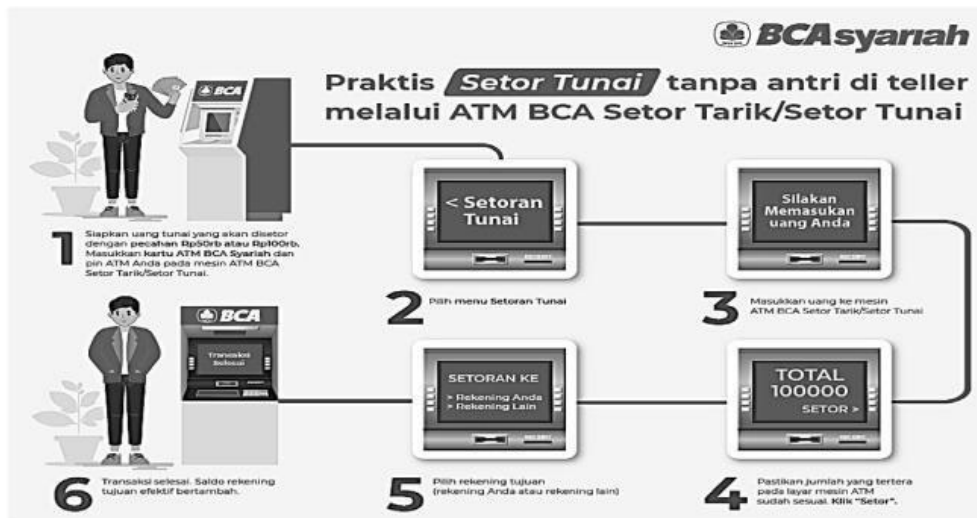 BCAsyariah
Praktis Setor Tunai tanpa antri di teller
melalui ATM BCA Setor Tarik/Setor Tunai
BCA
1
Siapkan uang tunai yang akan disetor
dengan pecahan Rp50rb atau Rp100rb.
Masukkan kartu ATM BCA Syariah dan
pin ATM Anda pada mesin ATM BCA
Setor Tarik/Setor Tunai.
< Setoran
Tunai
2
Pilih menu Setoran Tunai
Silakan
Memasukan
uang Anda
3
Masukkan uang ke mesin
ATM BCA Setor Tarik/Setor Tunai
TOTAL
100000
SETOR >
4
Pastikan jumlah yang tertera
pada layar mesin ATM
sudah sesuai. Klik "Setor".
SETORAN KE
> Rekening Anda
> Rekening Lain
5
Pilih rekening tujuan
(rekening Anda atau rekening lain)
BCA
Transaksi
Selesai
6
Transaksi selesai. Saldo rekening
tujuan efektif bertambah.